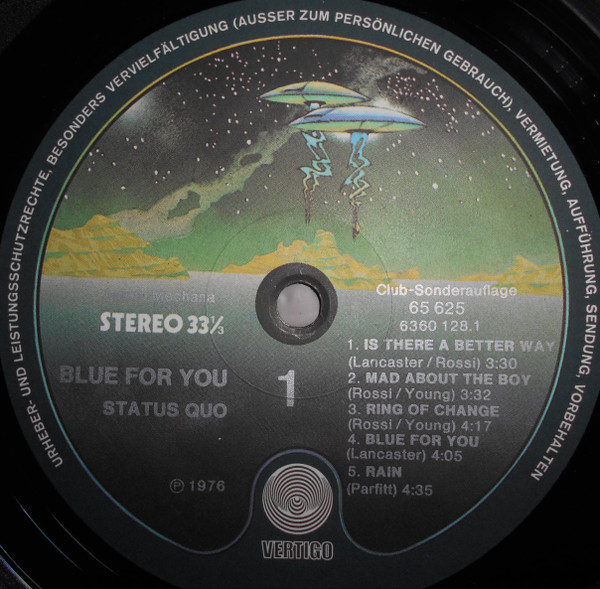 URHEBER- UND LEISTUNGSSCHUTZRECHTE, BESONDERS VERVIELFÄLTIGUNG (AUSSER ZUM PERSÖNLICHEN GEBRAUCH), VERMIETUNG, AUFFÜHRUNG, SENDUNG, VORBEHALTEN
STEREO 33⅓
Club-Sonderauflage
65 625
6360 128.1
BLUE FOR YOU
STATUS QUO
1
1. IS THERE A BETTER WAY
(Lancaster / Rossi) 3:30
2. MAD ABOUT THE BOY
(Rossi / Young) 3:32
3. RING OF CHANGE
(Rossi / Young) 4:17
4. BLUE FOR YOU
(Lancaster) 4:05
5. RAIN
(Parfitt) 4:35
℗ 1976
VERTIGO